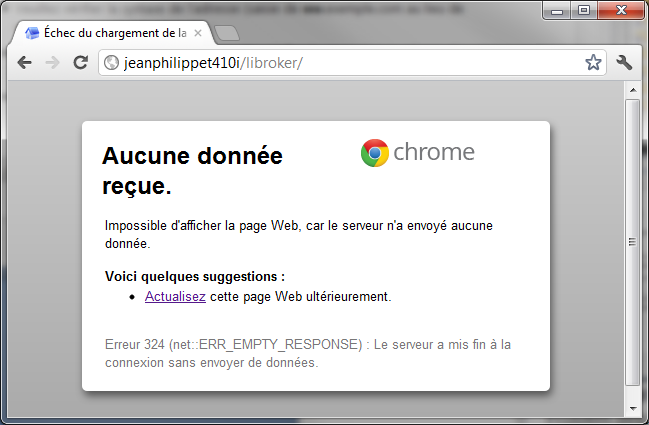 Échec du chargement de la
jeanphilippet410i/libroker/
Aucune donnée
reçue.
chrome
Impossible d'afficher la page Web, car le serveur n'a envoyé aucune
donnée.
Voici quelques suggestions :
• Actualisez cette page Web ultérieurement.
Erreur 324 (net::ERR_EMPTY_RESPONSE) : Le serveur a mis fin à la
connexion sans envoyer de données.